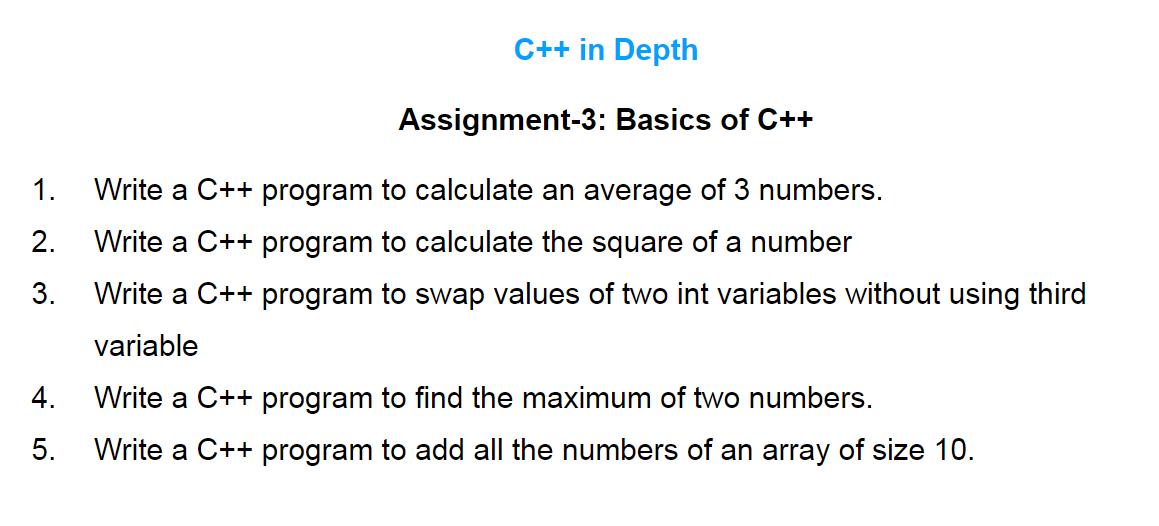 C++ in Depth
Assignment-3: Basics of C++
1. Write a C++ program to calculate an average of 3 numbers.
2. Write a C++ program to calculate the square of a number
3. Write a C++ program to swap values of two int variables without using third
variable
4. Write a C++ program to find the maximum of two numbers.
5. Write a C++ program to add all the numbers of an array of size 10.